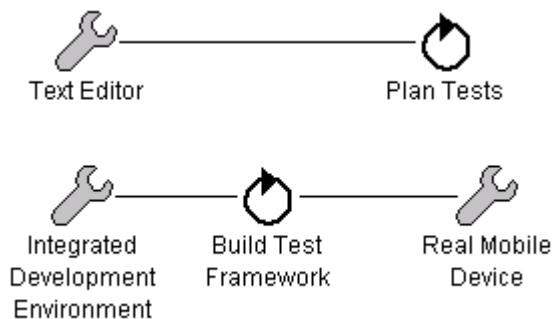 Text Editor
Plan Tests
Integrated
Development
Environment
Build Test
Framework
Real Mobile
Device